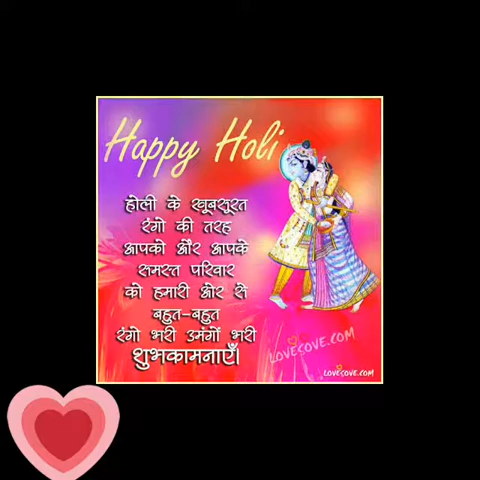 Happy Holi
होली के खूबसूरत
रंगो की तरह
आपको और आपके
समस्त परिवार
को हमारी ओर से
बहुत-बहुत
रंगो भरी उमंगों भरी
शुभकामनाएँ।
LOVESOVE.COM
LOVESOVE.COM